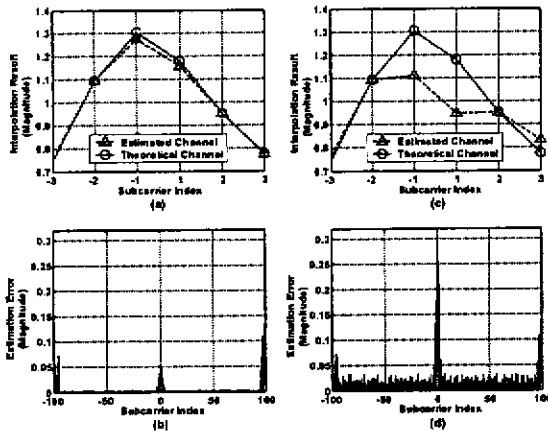 1.4
1.3
1.2
1.1
1
0.9
0.8
0.7
Interpolation Result
(Magnitude)
Estimated Channel
Theoretical Channel
-3 -2 -1 1 2 3
Subcarrier Index
(a)
1.4
1.3
1.2
1.1
1
0.9
0.8
0.7
Interpolation Result
(Magnitude)
Estimated Channel
Theoretical Channel
-3 -2 -1 1 2 3
Subcarrier Index
(c)
0.3
0.25
0.2
0.15
0.1
0.05
0
Estimation Error
(Magnitude)
-100 -50 0 50 100
Subcarrier Index
(b)
0.3
0.25
0.2
0.15
0.1
0.05
0
Estimation Error
(Magnitude)
-100 -50 0 50 100
Subcarrier Index
(d)